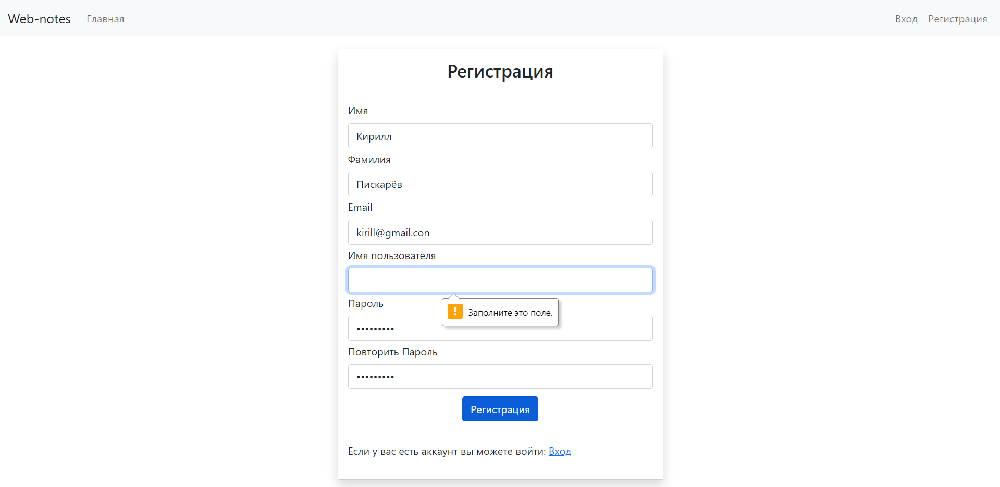 Web-notes Главная Вход Регистрация
Регистрация
Имя
Кирилл
Фамилия
Пискарёв
Email
kirill@gmail.con
Имя пользователя
Заполните это поле.
Пароль
•••••••••
Повторить Пароль
•••••••••
Регистрация
Если у вас есть аккаунт вы можете войти: Вход